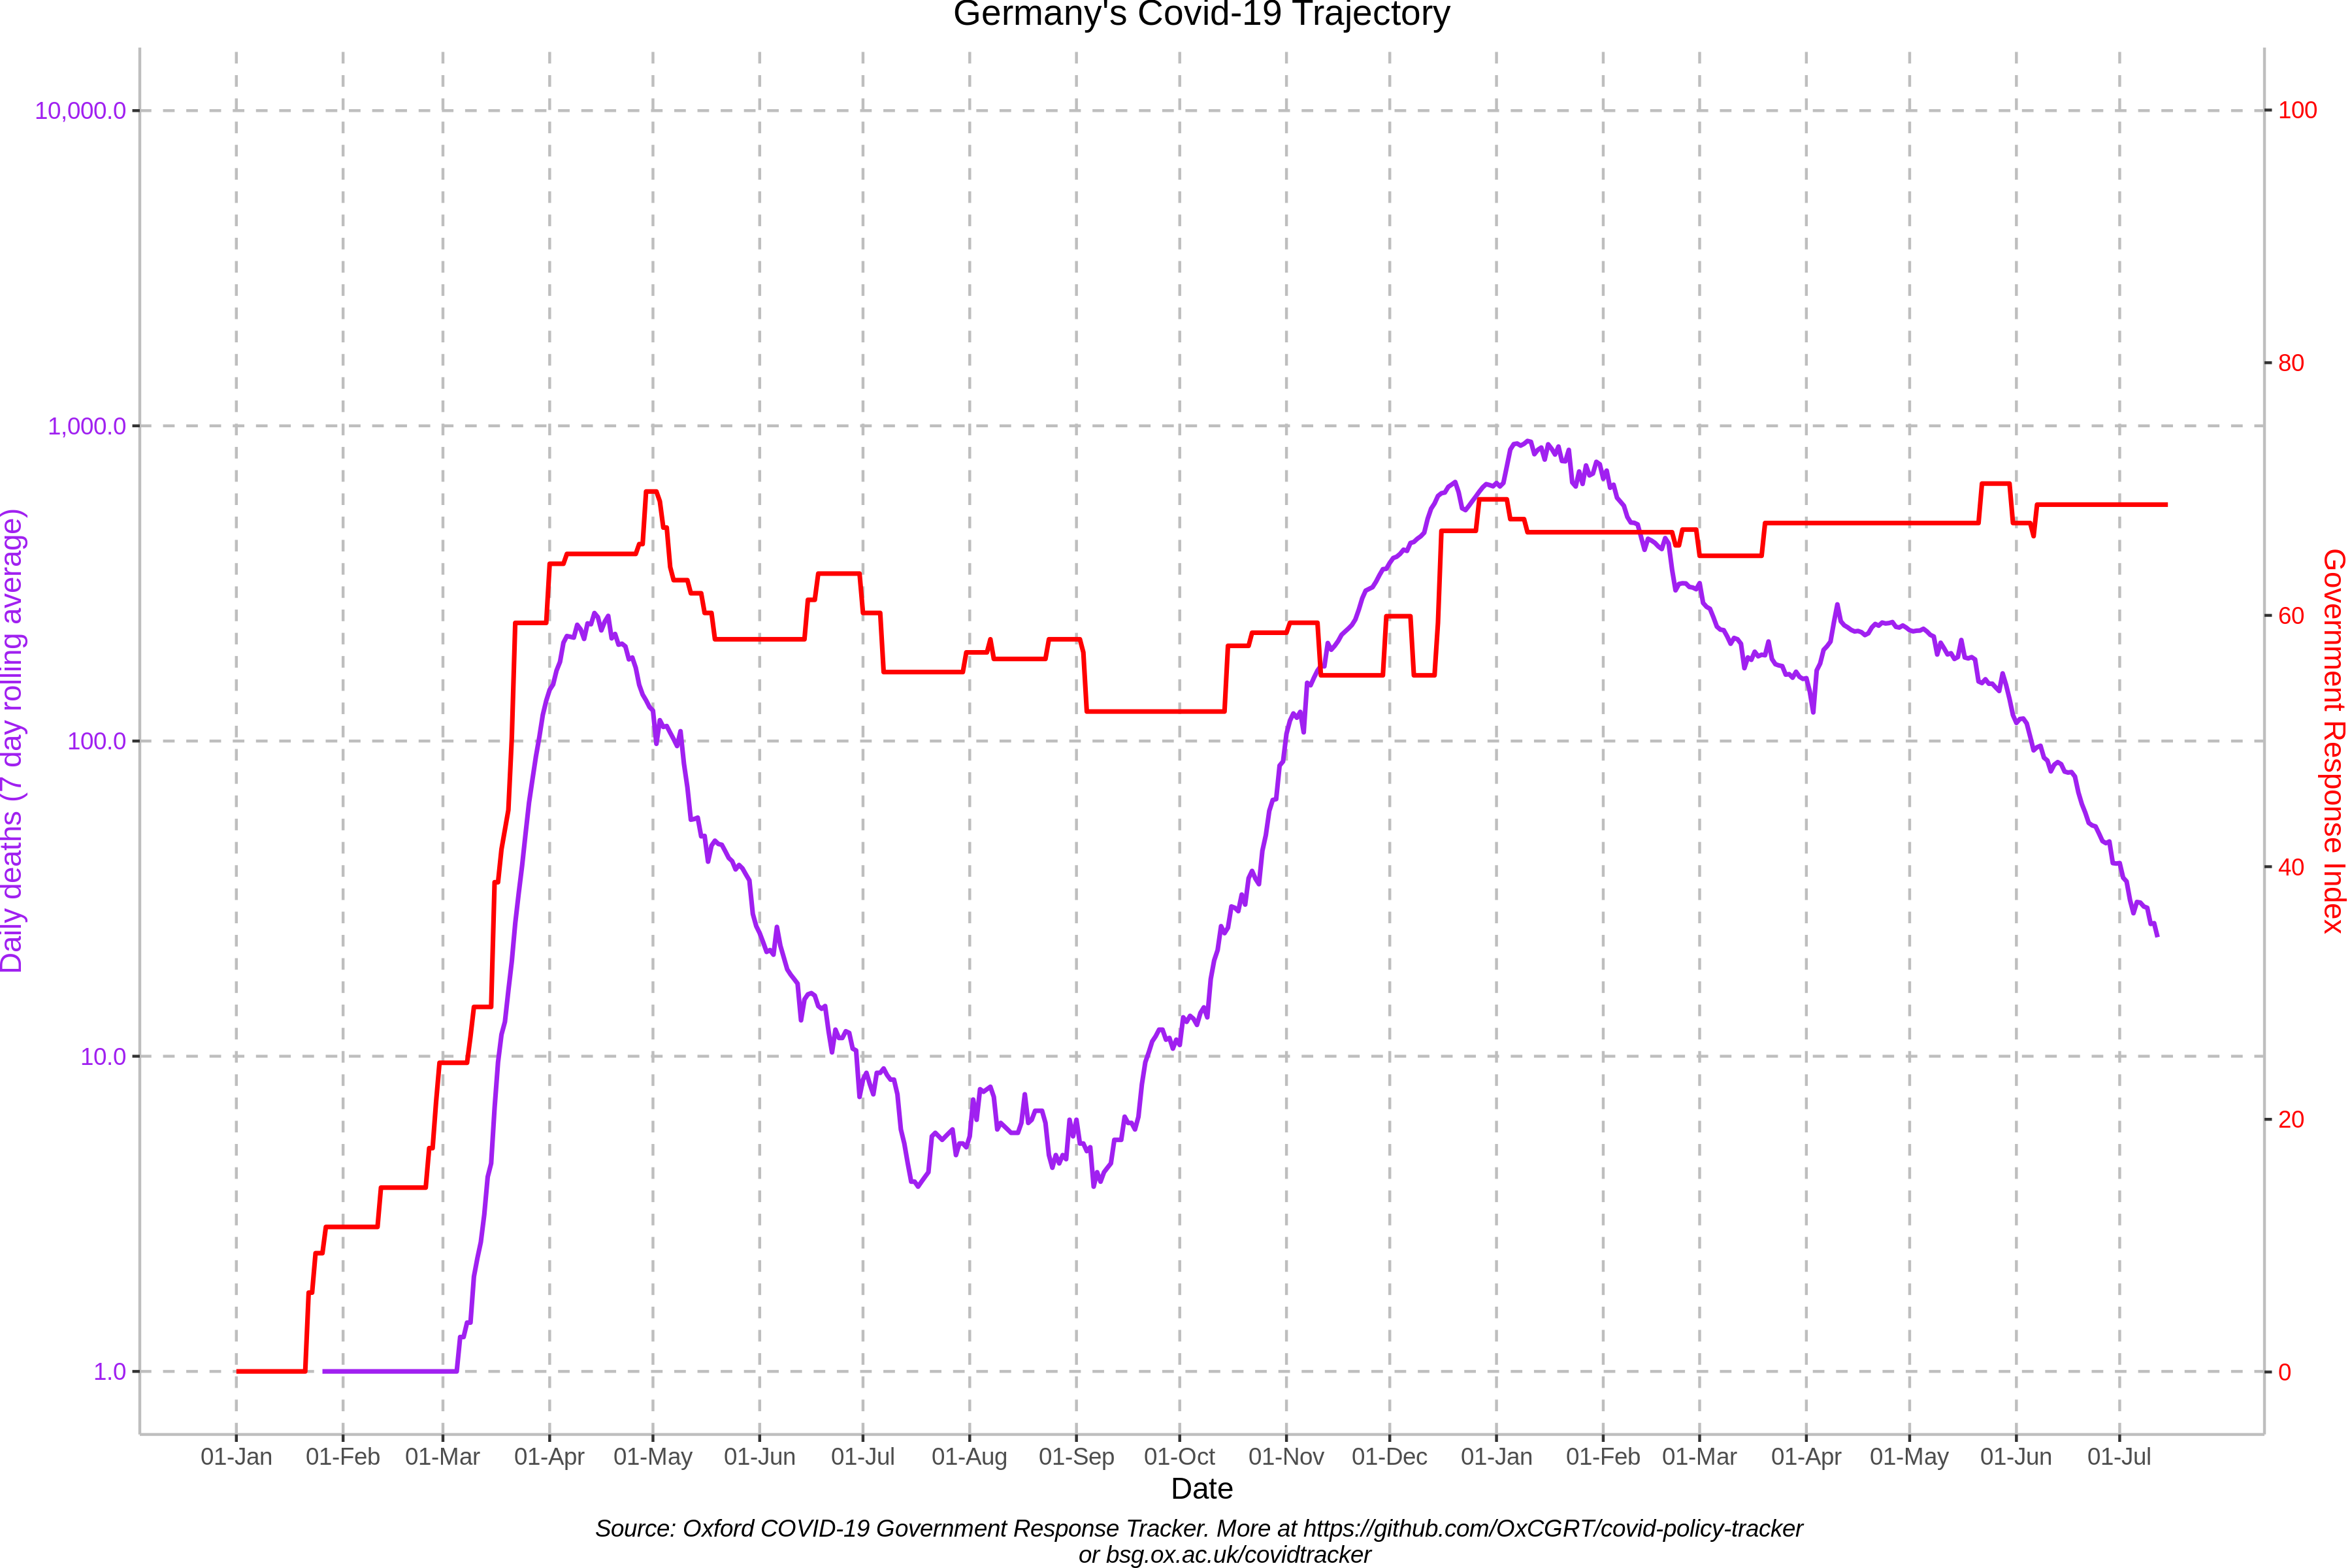 Germany's Covid-19 Trajectory
10,000.0
1,000.0
100.0
10.0
1.0
Daily deaths (7 day rolling average)
100
80
60
40
20
0
Government Response Index
01-Jan 01-Feb 01-Mar 01-Apr 01-May 01-Jun 01-Jul 01-Aug 01-Sep 01-Oct 01-Nov 01-Dec 01-Jan 01-Feb 01-Mar 01-Apr 01-May 01-Jun 01-Jul
Date
Source: Oxford COVID-19 Government Response Tracker. More at https://github.com/OxCGRT/covid-policy-tracker
or bsg.ox.ac.uk/covidtracker